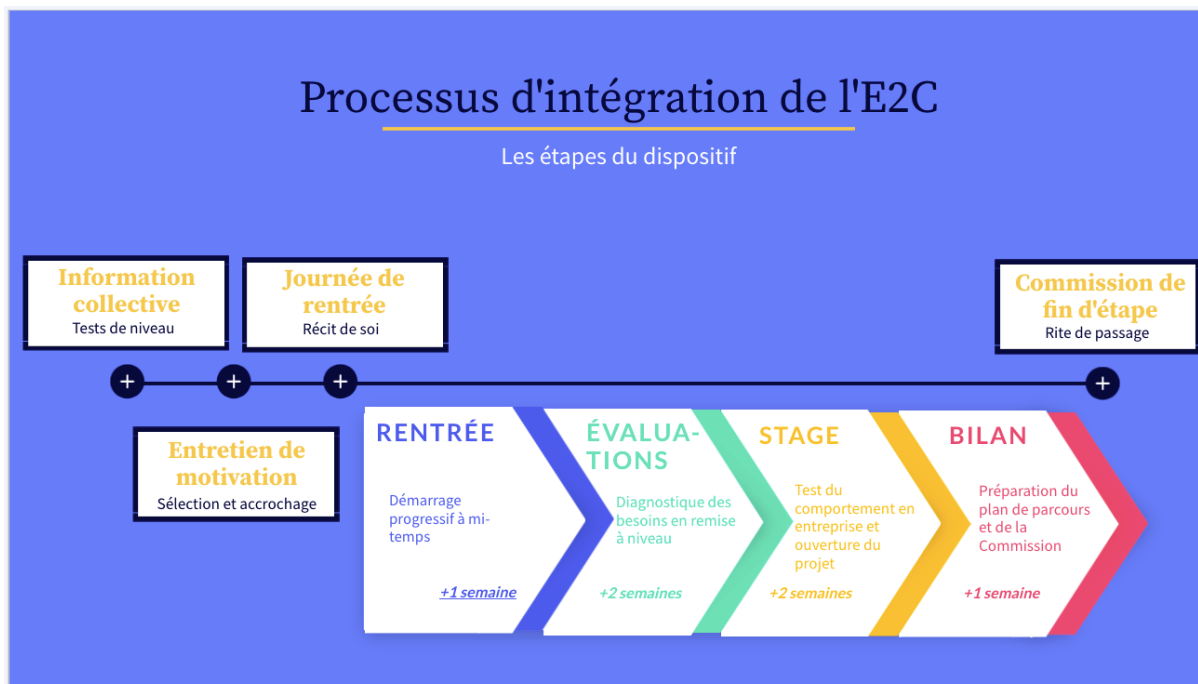 Processus d'intégration de l'E2C
Les étapes du dispositif
Information
collective
Tests de niveau
Journée de
rentrée
Récit de soi
Commission de
fin d'étape
Rite de passage
Entretien de
motivation
Sélection et accrochage
RENTRÉE
Démarrage
progressif à mi-
temps
+1 semaine
ÉVALUA-
TIONS
Diagnostique des
besoins en remise
à niveau
+2 semaines
STAGE
Test du
comportement en
entreprise et
ouverture du
projet
+2 semaines
BILAN
Préparation du
plan de parcours
et de la
Commission
+1 semaine